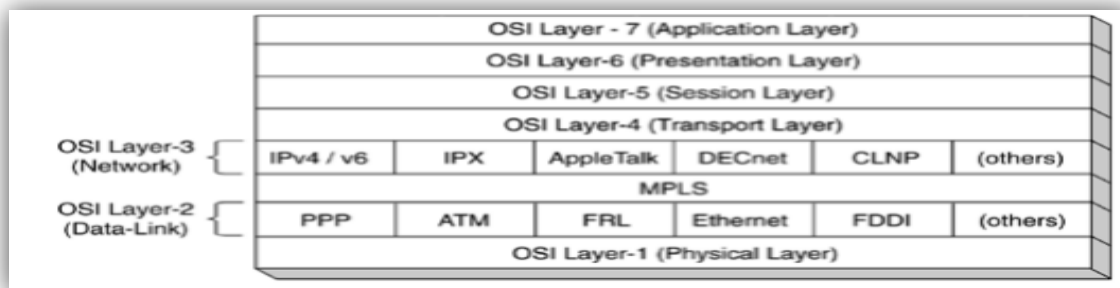 OSI Layer - 7 (Application Layer)
OSI Layer-6 (Presentation Layer)
OSI Layer-5 (Session Layer)
OSI Layer-4 (Transport Layer)
OSI Layer-3 (Network) IPv4 / v6 IPX AppleTalk DECnet CLNP (others)
MPLS
OSI Layer-2 (Data-Link) PPP ATM FRL Ethernet FDDI (others)
OSI Layer-1 (Physical Layer)